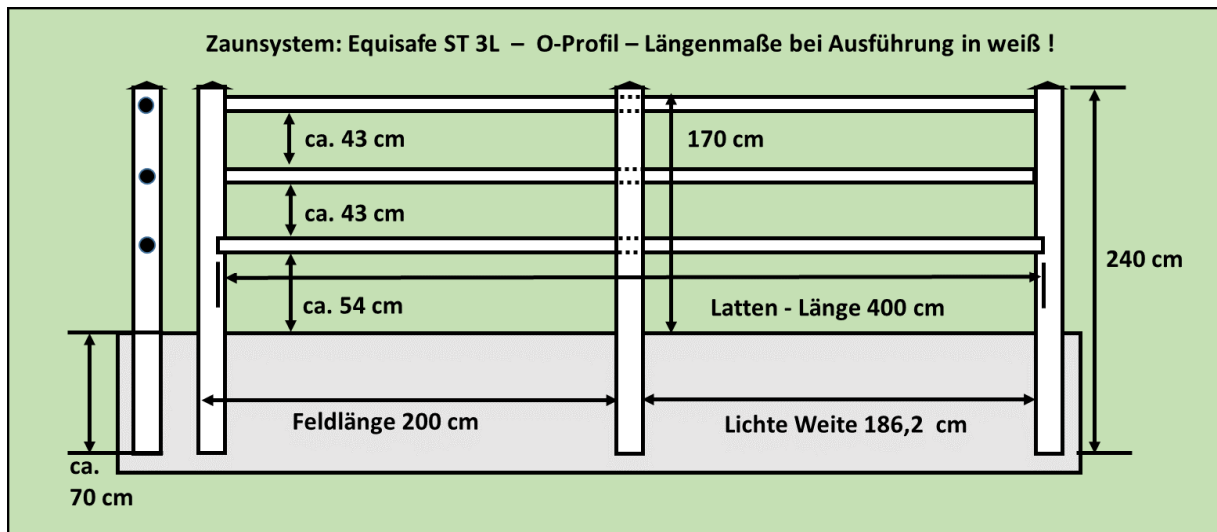 Zaunsystem: Equisafe ST 3L – O-Profil – Längenmaße bei Ausführung in weiß !
ca. 43 cm
170 cm
ca. 43 cm
240 cm
ca. 54 cm
Latten - Länge 400 cm
Feldlänge 200 cm
Lichte Weite 186,2 cm
ca.
70 cm